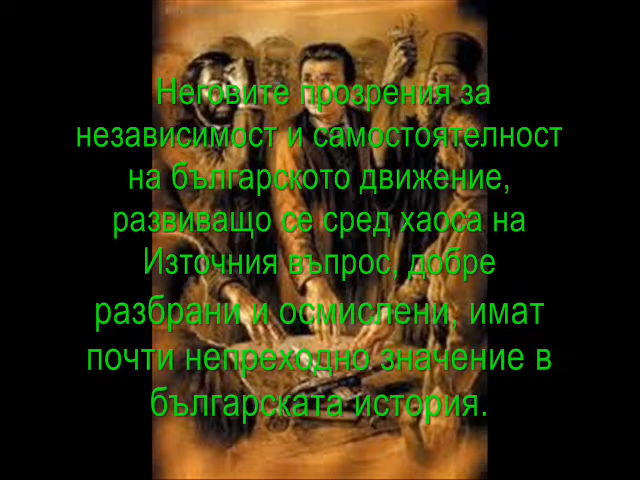 Неговите прозрения за
независимост и самостоятелност
на българското движение,
развиващо се сред хаоса на
Източния въпрос, добре
разбрани и осмислени, имат
почти непреходно значение в
българската история.